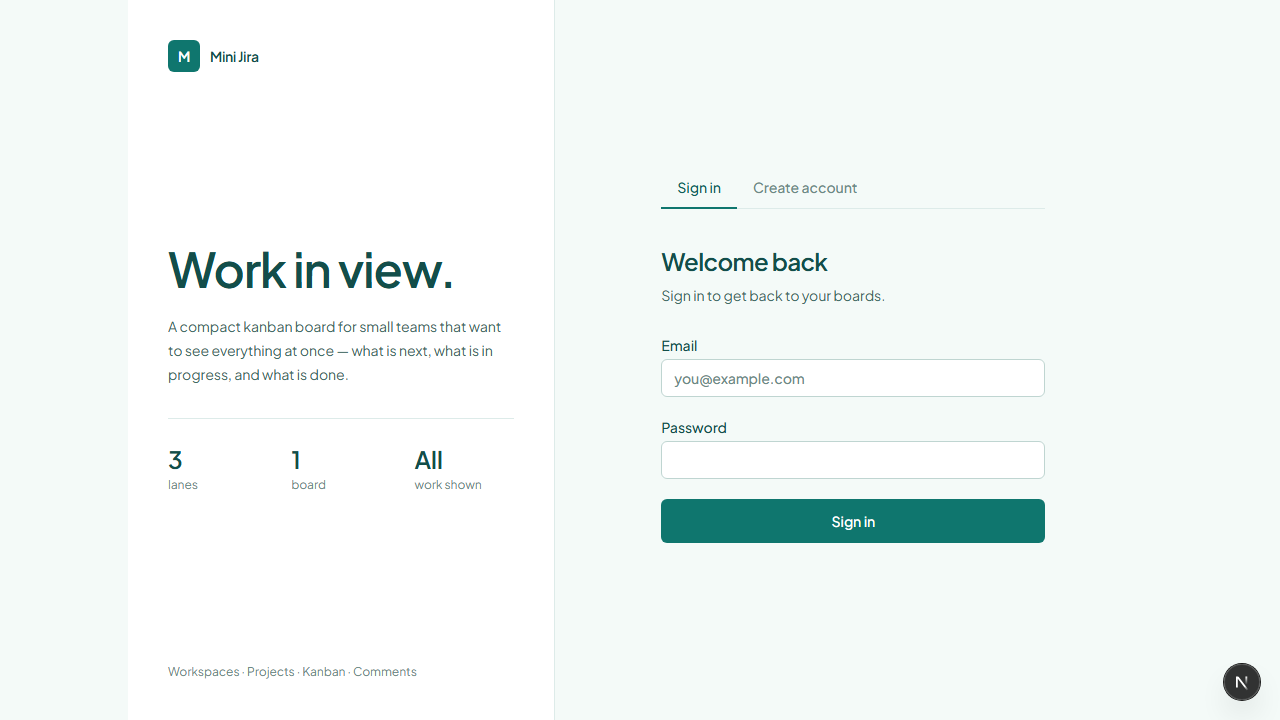 M
Mini Jira
Work in view.
A compact kanban board for small teams that want
to see everything at once — what is next, what is in
progress, and what is done.
3
lanes
1
board
All
work shown
Workspaces · Projects · Kanban · Comments
Sign in
Create account
Welcome back
Sign in to get back to your boards.
Email
you@example.com
Password
Sign in
N